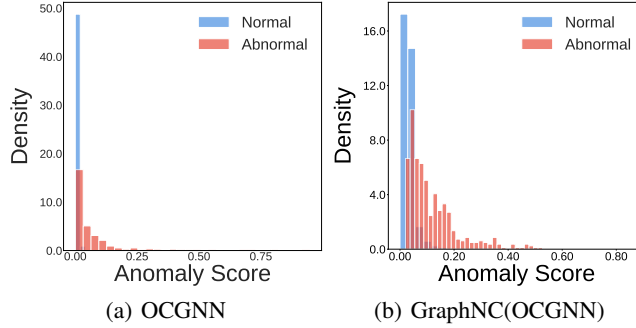 50.0
40.0
30.0
20.0
10.0
0.0
0.00
0.25
0.50
0.75
Density
Anomaly Score
Normal
Abnormal
(a) OCGNN
16.0
12.0
8.0
4.0
0.0
0.00
0.20
0.40
0.60
0.80
Density
Anomaly Score
Normal
Abnormal
(b) GraphNC(OCGNN)